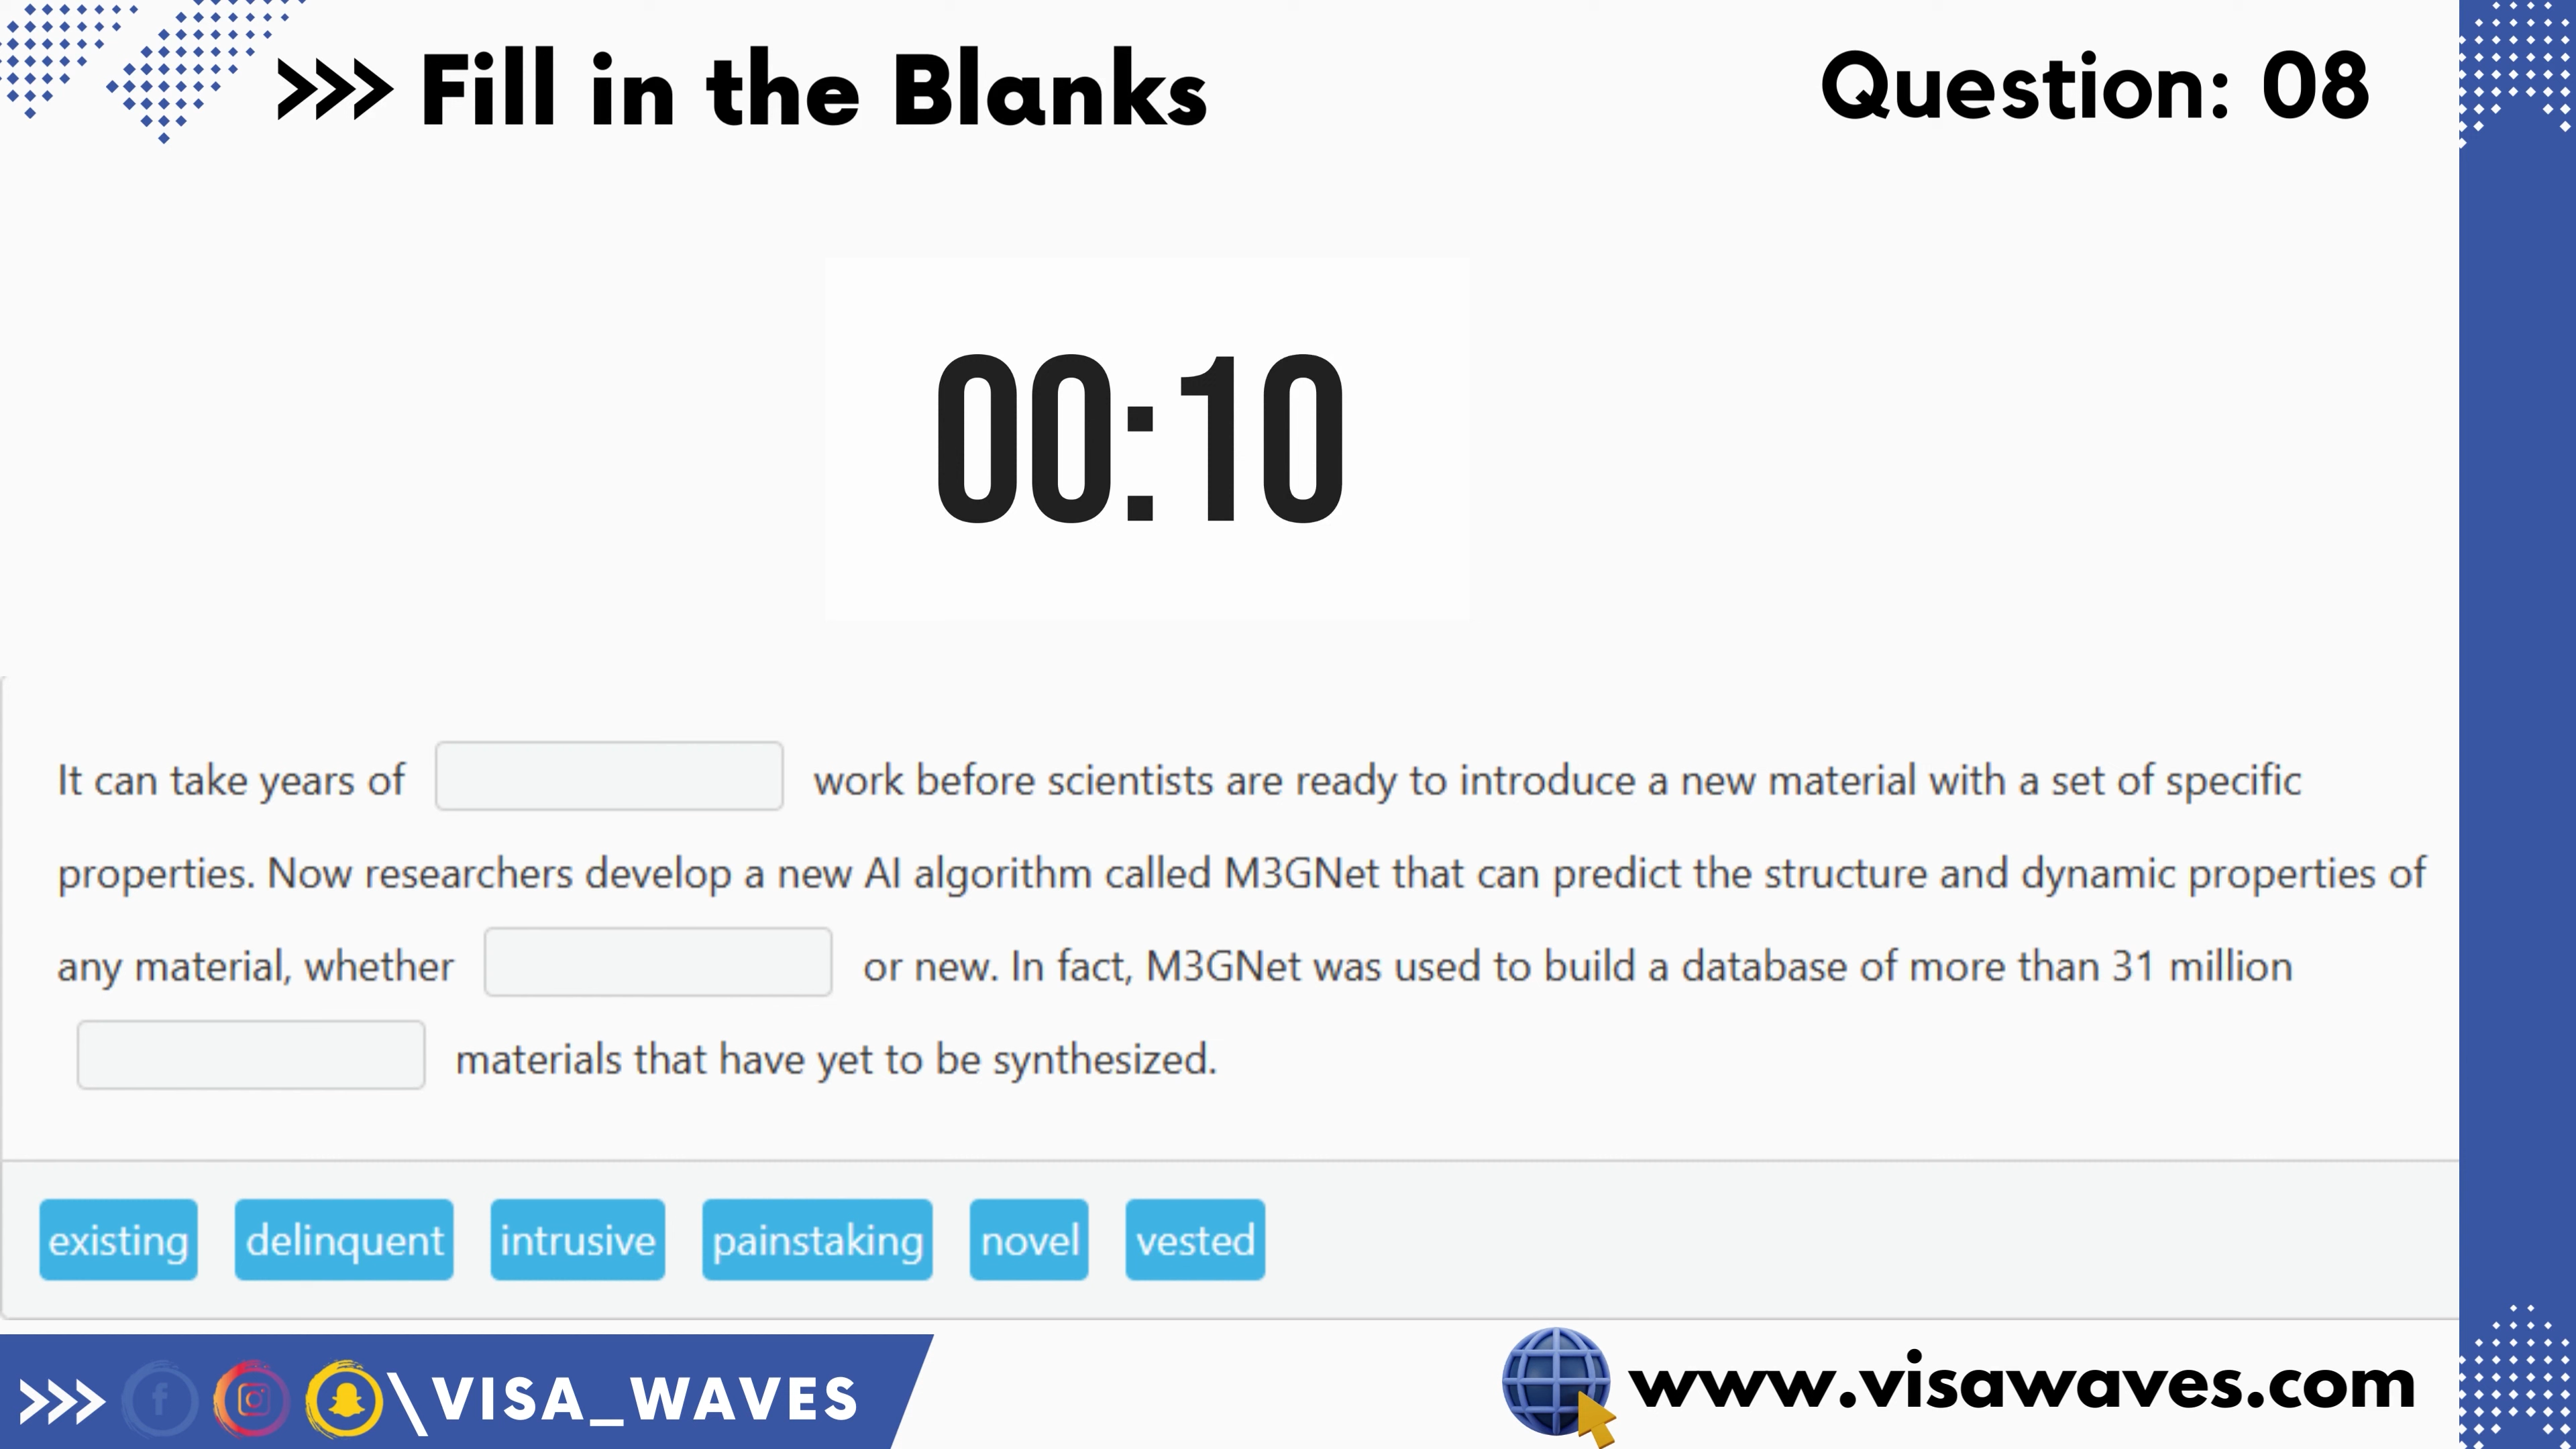 >>> Fill in the Blanks
Question: 08
00:10
It can take years of work before scientists are ready to introduce a new material with a set of specific
properties. Now researchers develop a new AI algorithm called M3GNet that can predict the structure and dynamic properties of
any material, whether or new. In fact, M3GNet was used to build a database of more than 31 million
materials that have yet to be synthesized.
existing delinquent intrusive painstaking novel vested
>>> f \VISA_WAVES
www.visawaves.com